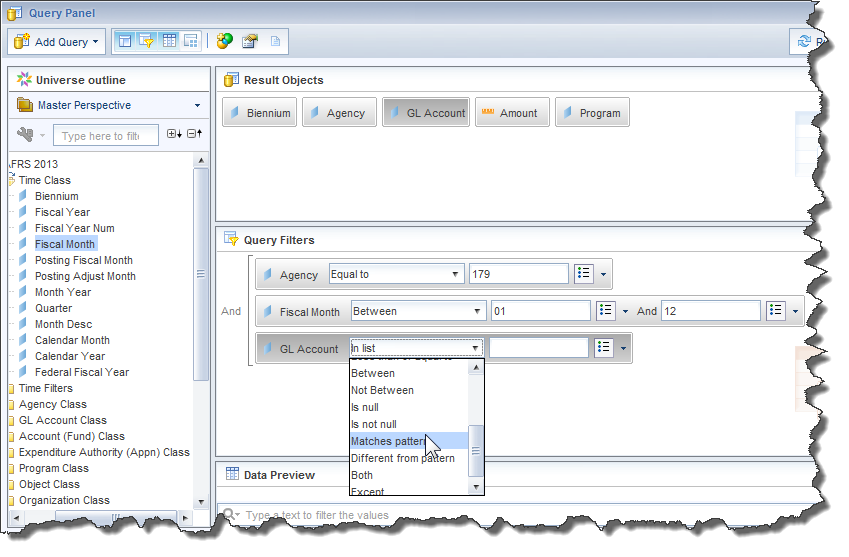 Query Panel
Add Query
Universe outline
Master Perspective
Type here to filt
AFRS 2013
Time Class
Biennium
Fiscal Year
Fiscal Year Num
Fiscal Month
Posting Fiscal Month
Posting Adjust Month
Month Year
Quarter
Month Desc
Calendar Month
Calendar Year
Federal Fiscal Year
Time Filters
Agency Class
GL Account Class
Account (Fund) Class
Expenditure Authority (Appn) Class
Program Class
Object Class
Organization Class
Result Objects
Biennium Agency GL Account Amount Program
Query Filters
And
Agency Equal to 179
Fiscal Month Between 01 And 12
GL Account In list
Between
Not Between
Is null
Is not null
Matches pattern
Different from pattern
Both
Except
Data Preview
Type a text to filter the values